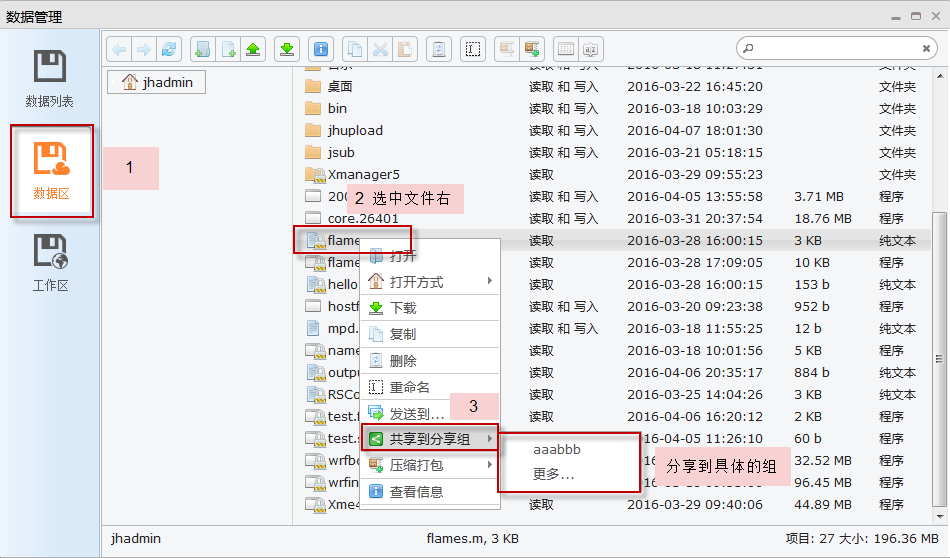 数据管理
数据列表
数据区
工作区
1
jhadmin
读取 和 写入 2016-03-18 11:27:31 文件夹
桌面 读取 和 写入 2016-03-22 16:45:20 文件夹
bin 读取 和 写入 2016-03-18 10:03:29 文件夹
jhupload 读取 和 写入 2016-04-07 18:01:30 文件夹
jsub 读取 和 写入 2016-03-21 05:18:15 文件夹
Xmanager5 读取 2016-03-29 09:55:23 文件夹
200 读取 和 写入 2016-04-05 13:55:58 3.71 MB 程序
2 选中文件右
core.26401 读取 和 写入 2016-03-31 20:37:54 18.76 MB 程序
flame 读取 2016-03-28 16:00:15 3 KB 纯文本
flame 读取 2016-03-28 17:09:05 10 KB 程序
hello 读取 2016-03-28 16:00:15 153 b 纯文本
hostf 读取 和 写入 2016-03-20 09:23:38 952 b 程序
mpd. 读取 和 写入 2016-03-18 11:55:25 12 b 纯文本
name 读取 2016-03-18 10:01:56 5 KB 程序
outpu 读取 2016-04-06 20:35:17 884 b 纯文本
RSCo 读取 2016-03-25 14:04:26 3 KB 纯文本
test.f 读取 2016-04-06 16:20:12 2 KB 程序
test.s 读取 2016-04-05 11:26:10 60 b 程序
wrfbo 32.52 MB 程序
wrfin 96.45 MB 程序
Xme4 读取 2016-03-29 09:40:06 44.89 MB 程序
打开
打开方式
下载
复制
删除
重命名
发送到...
3
共享到分享组
压缩打包
查看信息
aaabbb
更多...
分享到具体的组
jhadmin
flames.m, 3 KB
项目: 27 大小: 196.36 MB